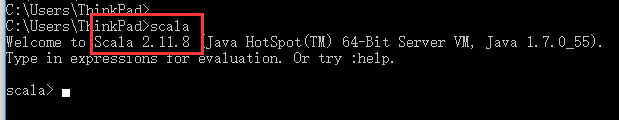 C:\Users\ThinkPad>
C:\Users\ThinkPad>scala
Welcome to Scala 2.11.8 (Java HotSpot(TM) 64-Bit Server VM, Java 1.7.0_55).
Type in expressions for evaluation. Or try :help.
scala>